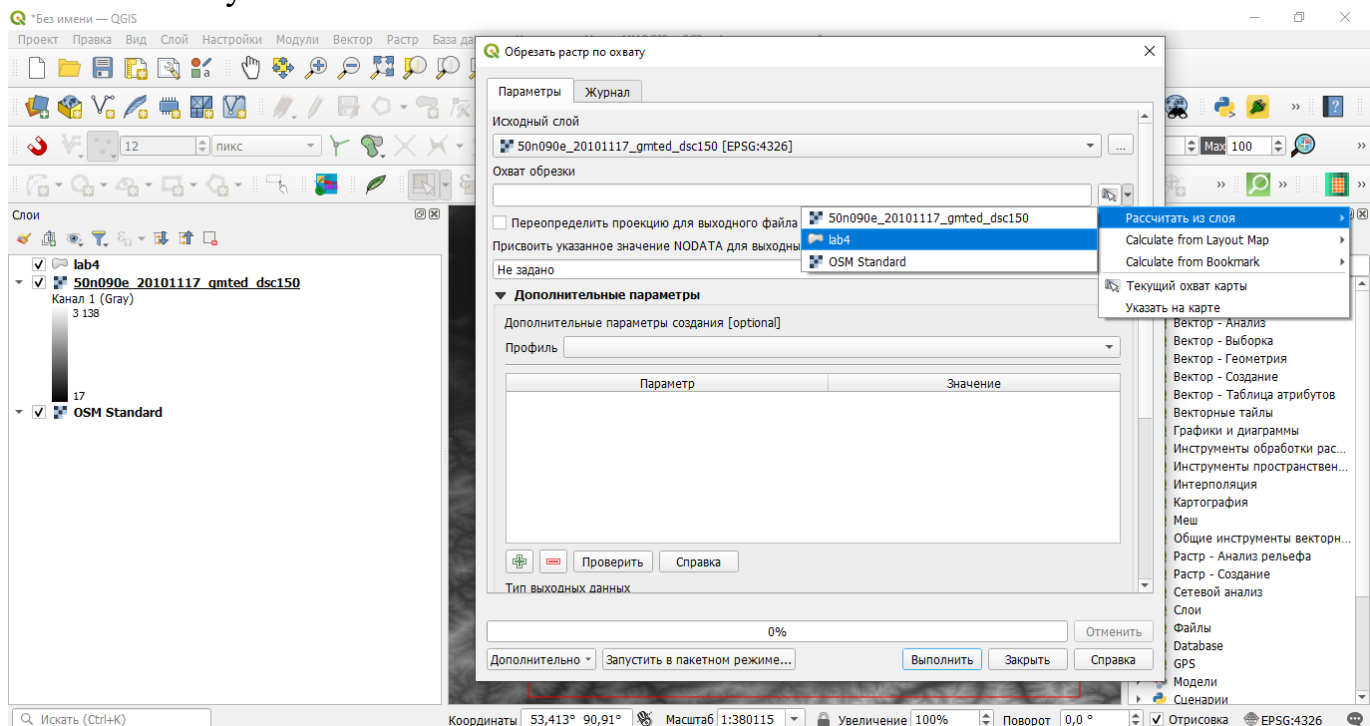 *Без имени — QGIS
Проект Правка Вид Слой Настройки Модули Вектор Растр База да
12 пикс
Max 100
Слои
lab4
50n090e_20101117_gmted_dsc150
Канал 1 (Gray)
3 138
17
OSM Standard
Обрезать растр по охвату
Параметры Журнал
Исходный слой
50n090e_20101117_gmted_dsc150 [EPSG:4326]
...
Охват обрезки
Переопределить проекцию для выходного файла
Присвоить указанное значение NODATA для выходны
Не задано
50n090e_20101117_gmted_dsc150
lab4
OSM Standard
Рассчитать из слоя
Calculate from Layout Map
Calculate from Bookmark
Текущий охват карты
Указать на карте
Дополнительные параметры
Дополнительные параметры создания [optional]
Профиль
Параметр Значение
Проверить Справка
Тип выходных данных
0% Отменить
Дополнительно Запустить в пакетном режиме... Выполнить Закрыть Справка
Вектор - Анализ
Вектор - Выборка
Вектор - Геометрия
Вектор - Создание
Вектор - Таблица атрибутов
Векторные тайлы
Графики и диаграммы
Инструменты обработки рас...
Инструменты пространствен...
Интерполяция
Картография
Меш
Общие инструменты векторн...
Растр - Анализ рельефа
Растр - Создание
Сетевой анализ
Слои
Файлы
Database
GPS
Модели
Сценарии
Искать (Ctrl+K) Координаты 53,413° 90,91° Масштаб 1:380115 Увеличение 100% Поворот 0,0 ° Отрисовка EPSG:4326